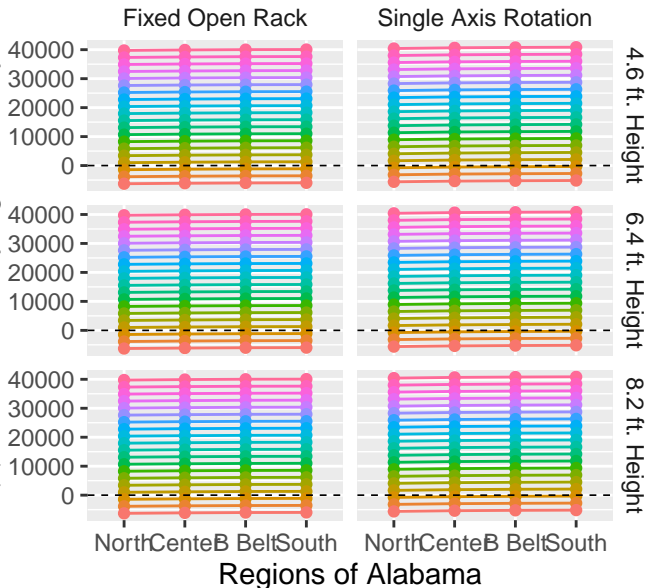 Fixed Open Rack Single Axis Rotation
40000
30000
20000
10000
0
4.6 ft. Height
40000
30000
20000
10000
0
6.4 ft. Height
40000
30000
20000
10000
0
8.2 ft. Height
North Center B Belt South North Center B Belt South
Regions of Alabama